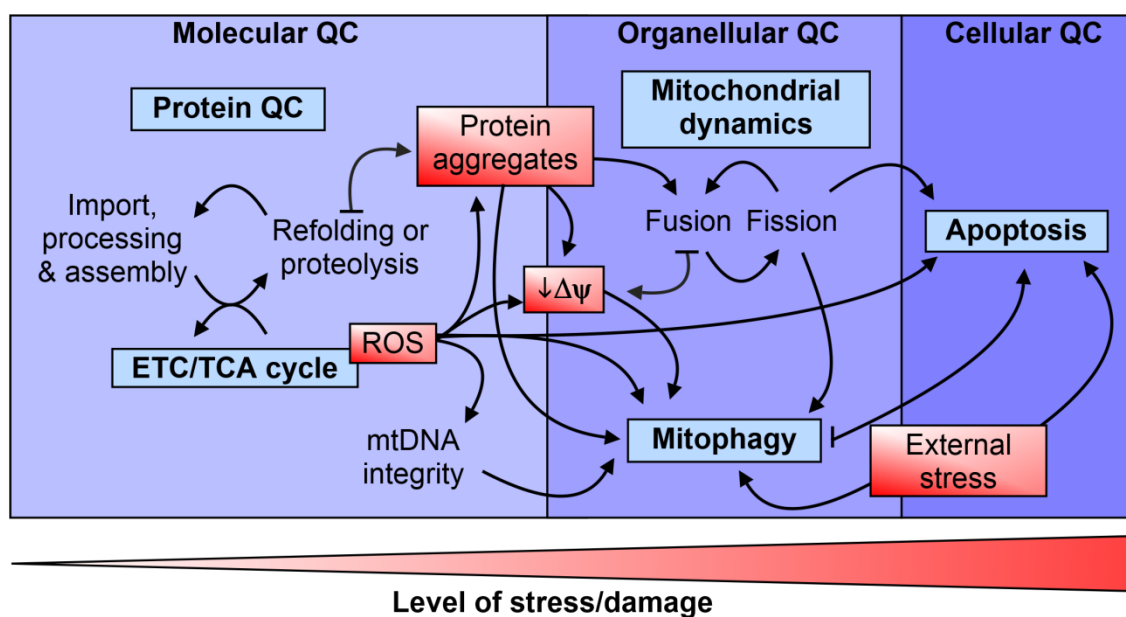 Molecular QC
Organellular QC
Cellular QC
Protein QC
Protein
aggregates
Mitochondrial
dynamics
Import,
processing
& assembly
Refolding or
proteolysis
Fusion
Fission
Apoptosis
↓Δψ
ROS
ETC/TCA cycle
mtDNA
integrity
Mitophagy
External
stress
Level of stress/damage